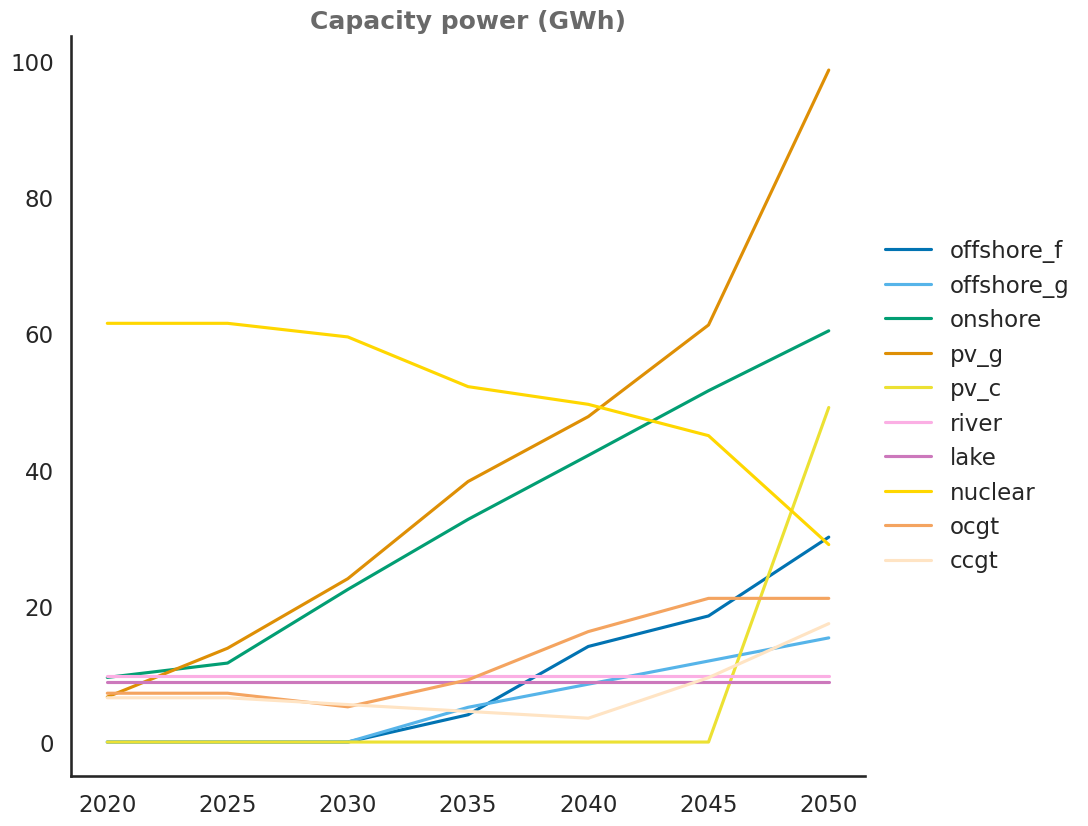 Capacity power (GWh)
100
80
60
40
20
0
2020 2025 2030 2035 2040 2045 2050
offshore_f
offshore_g
onshore
pv_g
pv_c
river
lake
nuclear
ocgt
ccgt